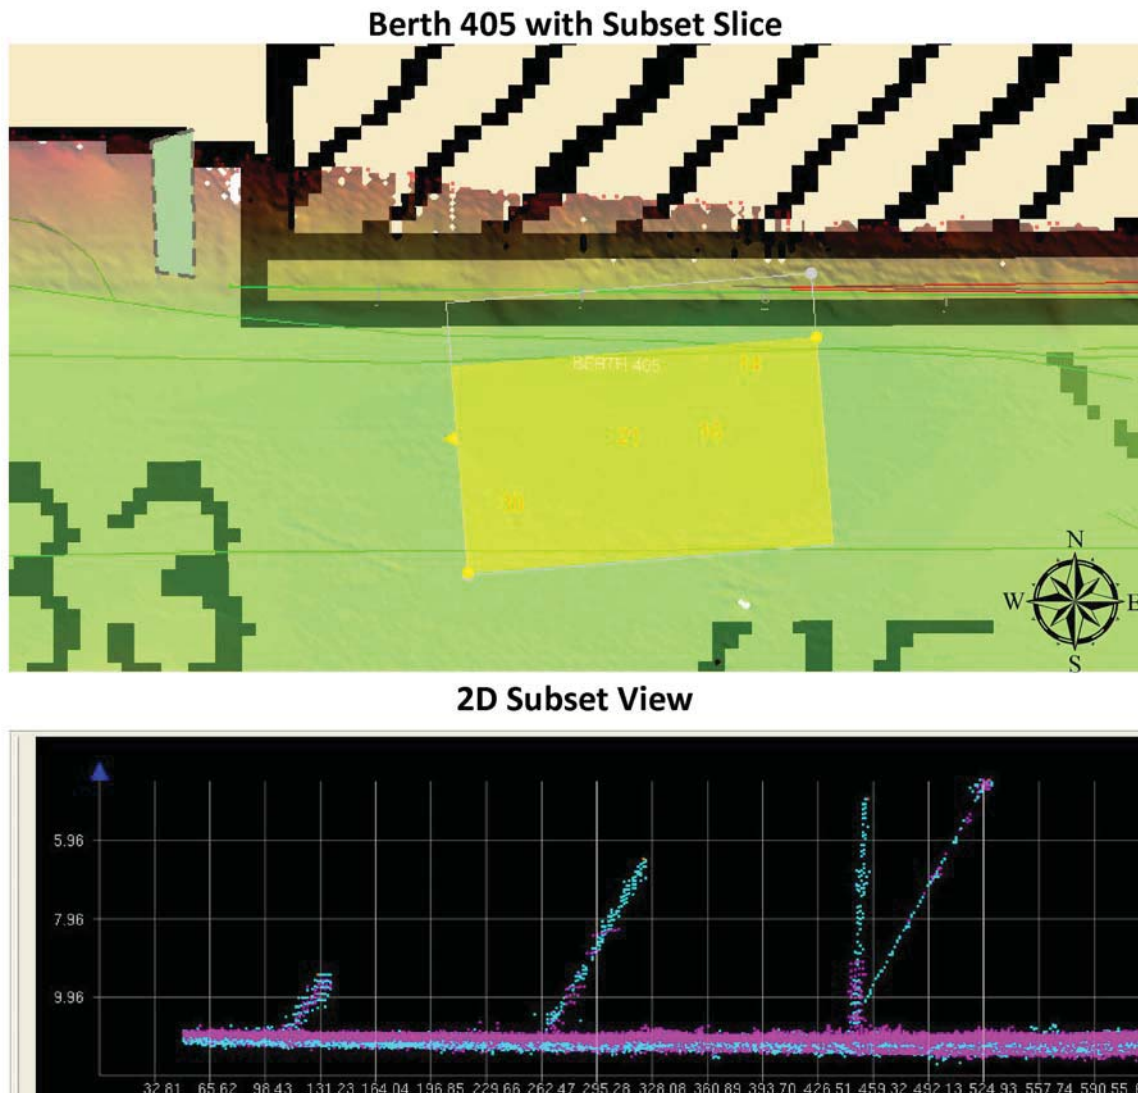 Berth 405 with Subset Slice
BERTH 405
N
W
E
S
2D Subset View
5.96
7.96
9.96
32.81 65.62 98.43 131.23 164.04 196.85 229.66 262.47 295.28 328.08 360.89 393.70 426.51 459.32 492.13 524.93 557.74 590.55